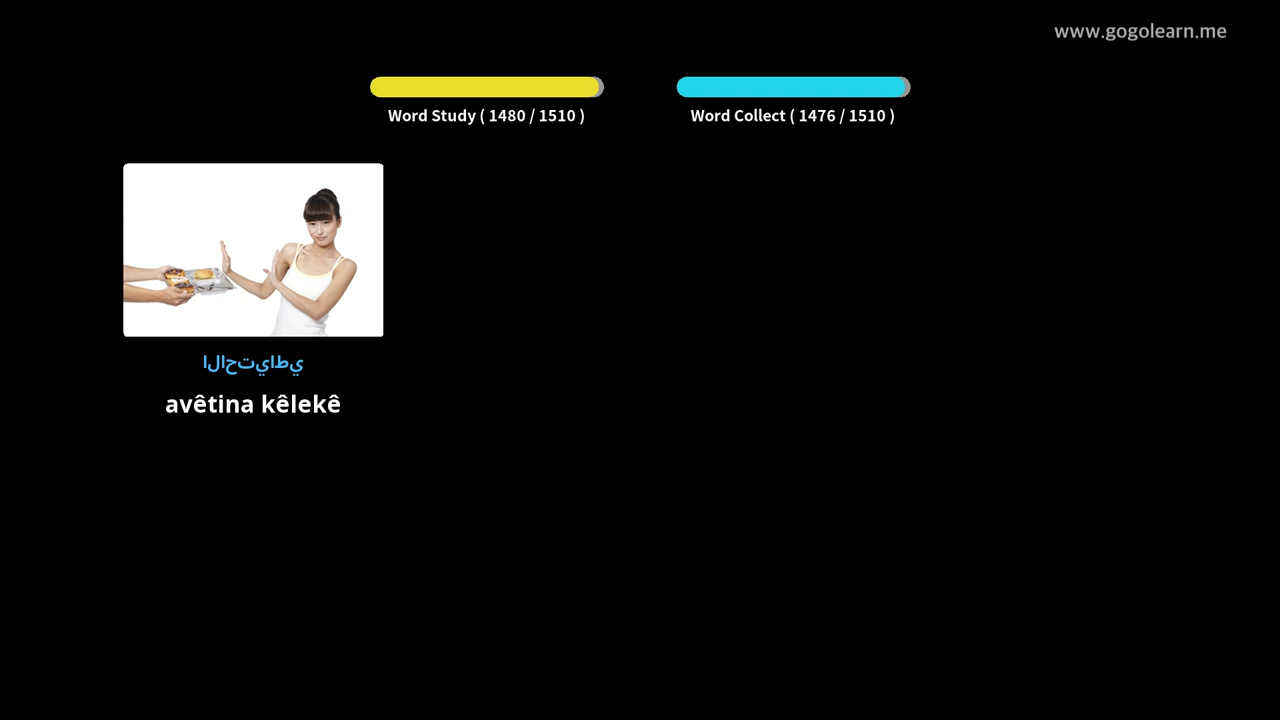 www.gogolearn.me
Word Study ( 1480 / 1510 )
Word Collect ( 1476 / 1510 )
الاحتياطي
avêtina kêlekê